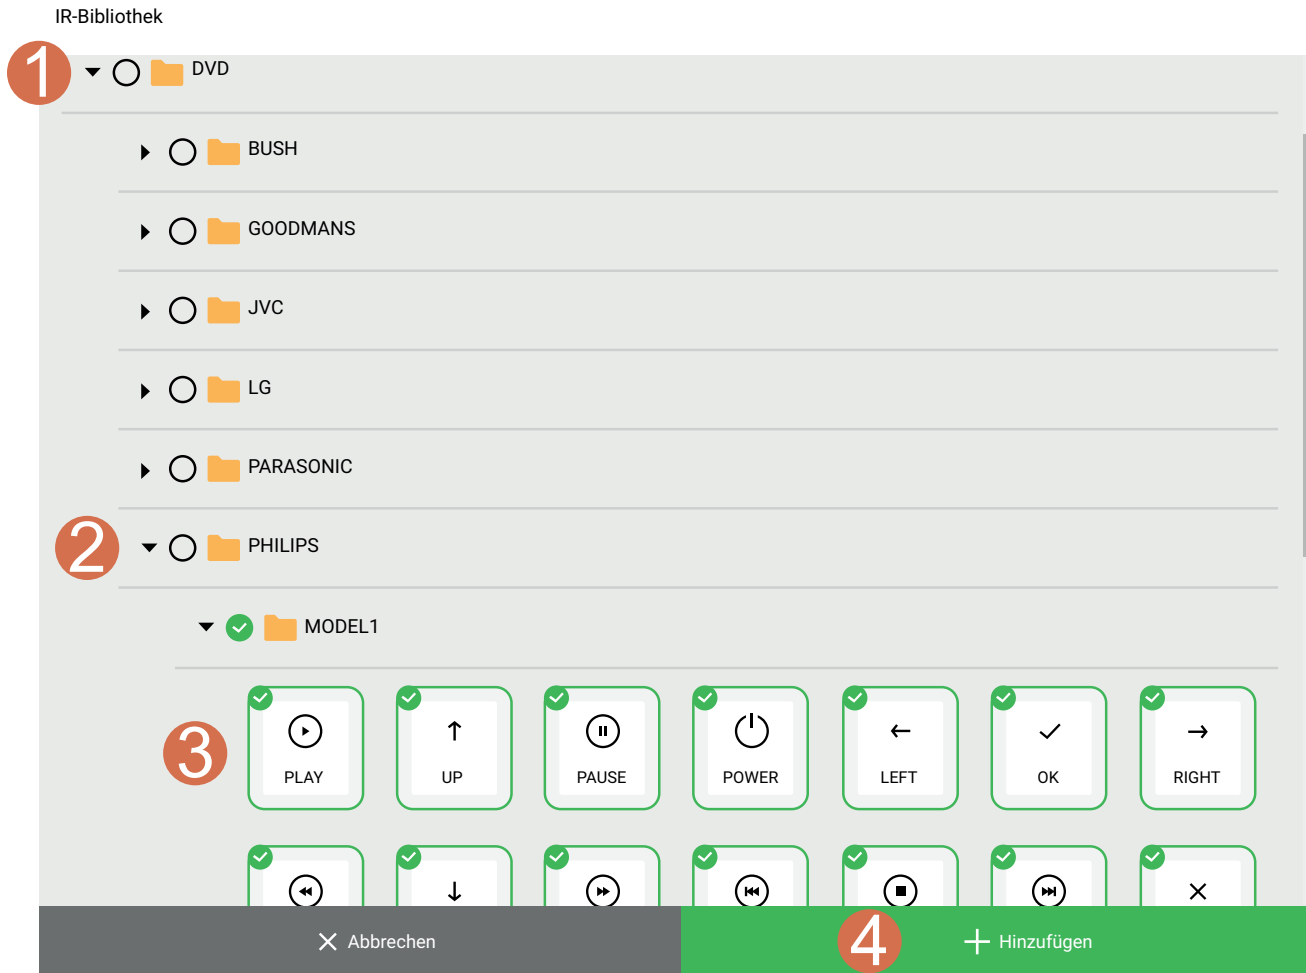 IR-Bibliothek
1 DVD
BUSH
GOODMANS
JVC
LG
PARASONIC
2 PHILIPS
MODEL1
3 PLAY UP PAUSE POWER LEFT OK RIGHT
Abbrechen 4 Hinzufügen